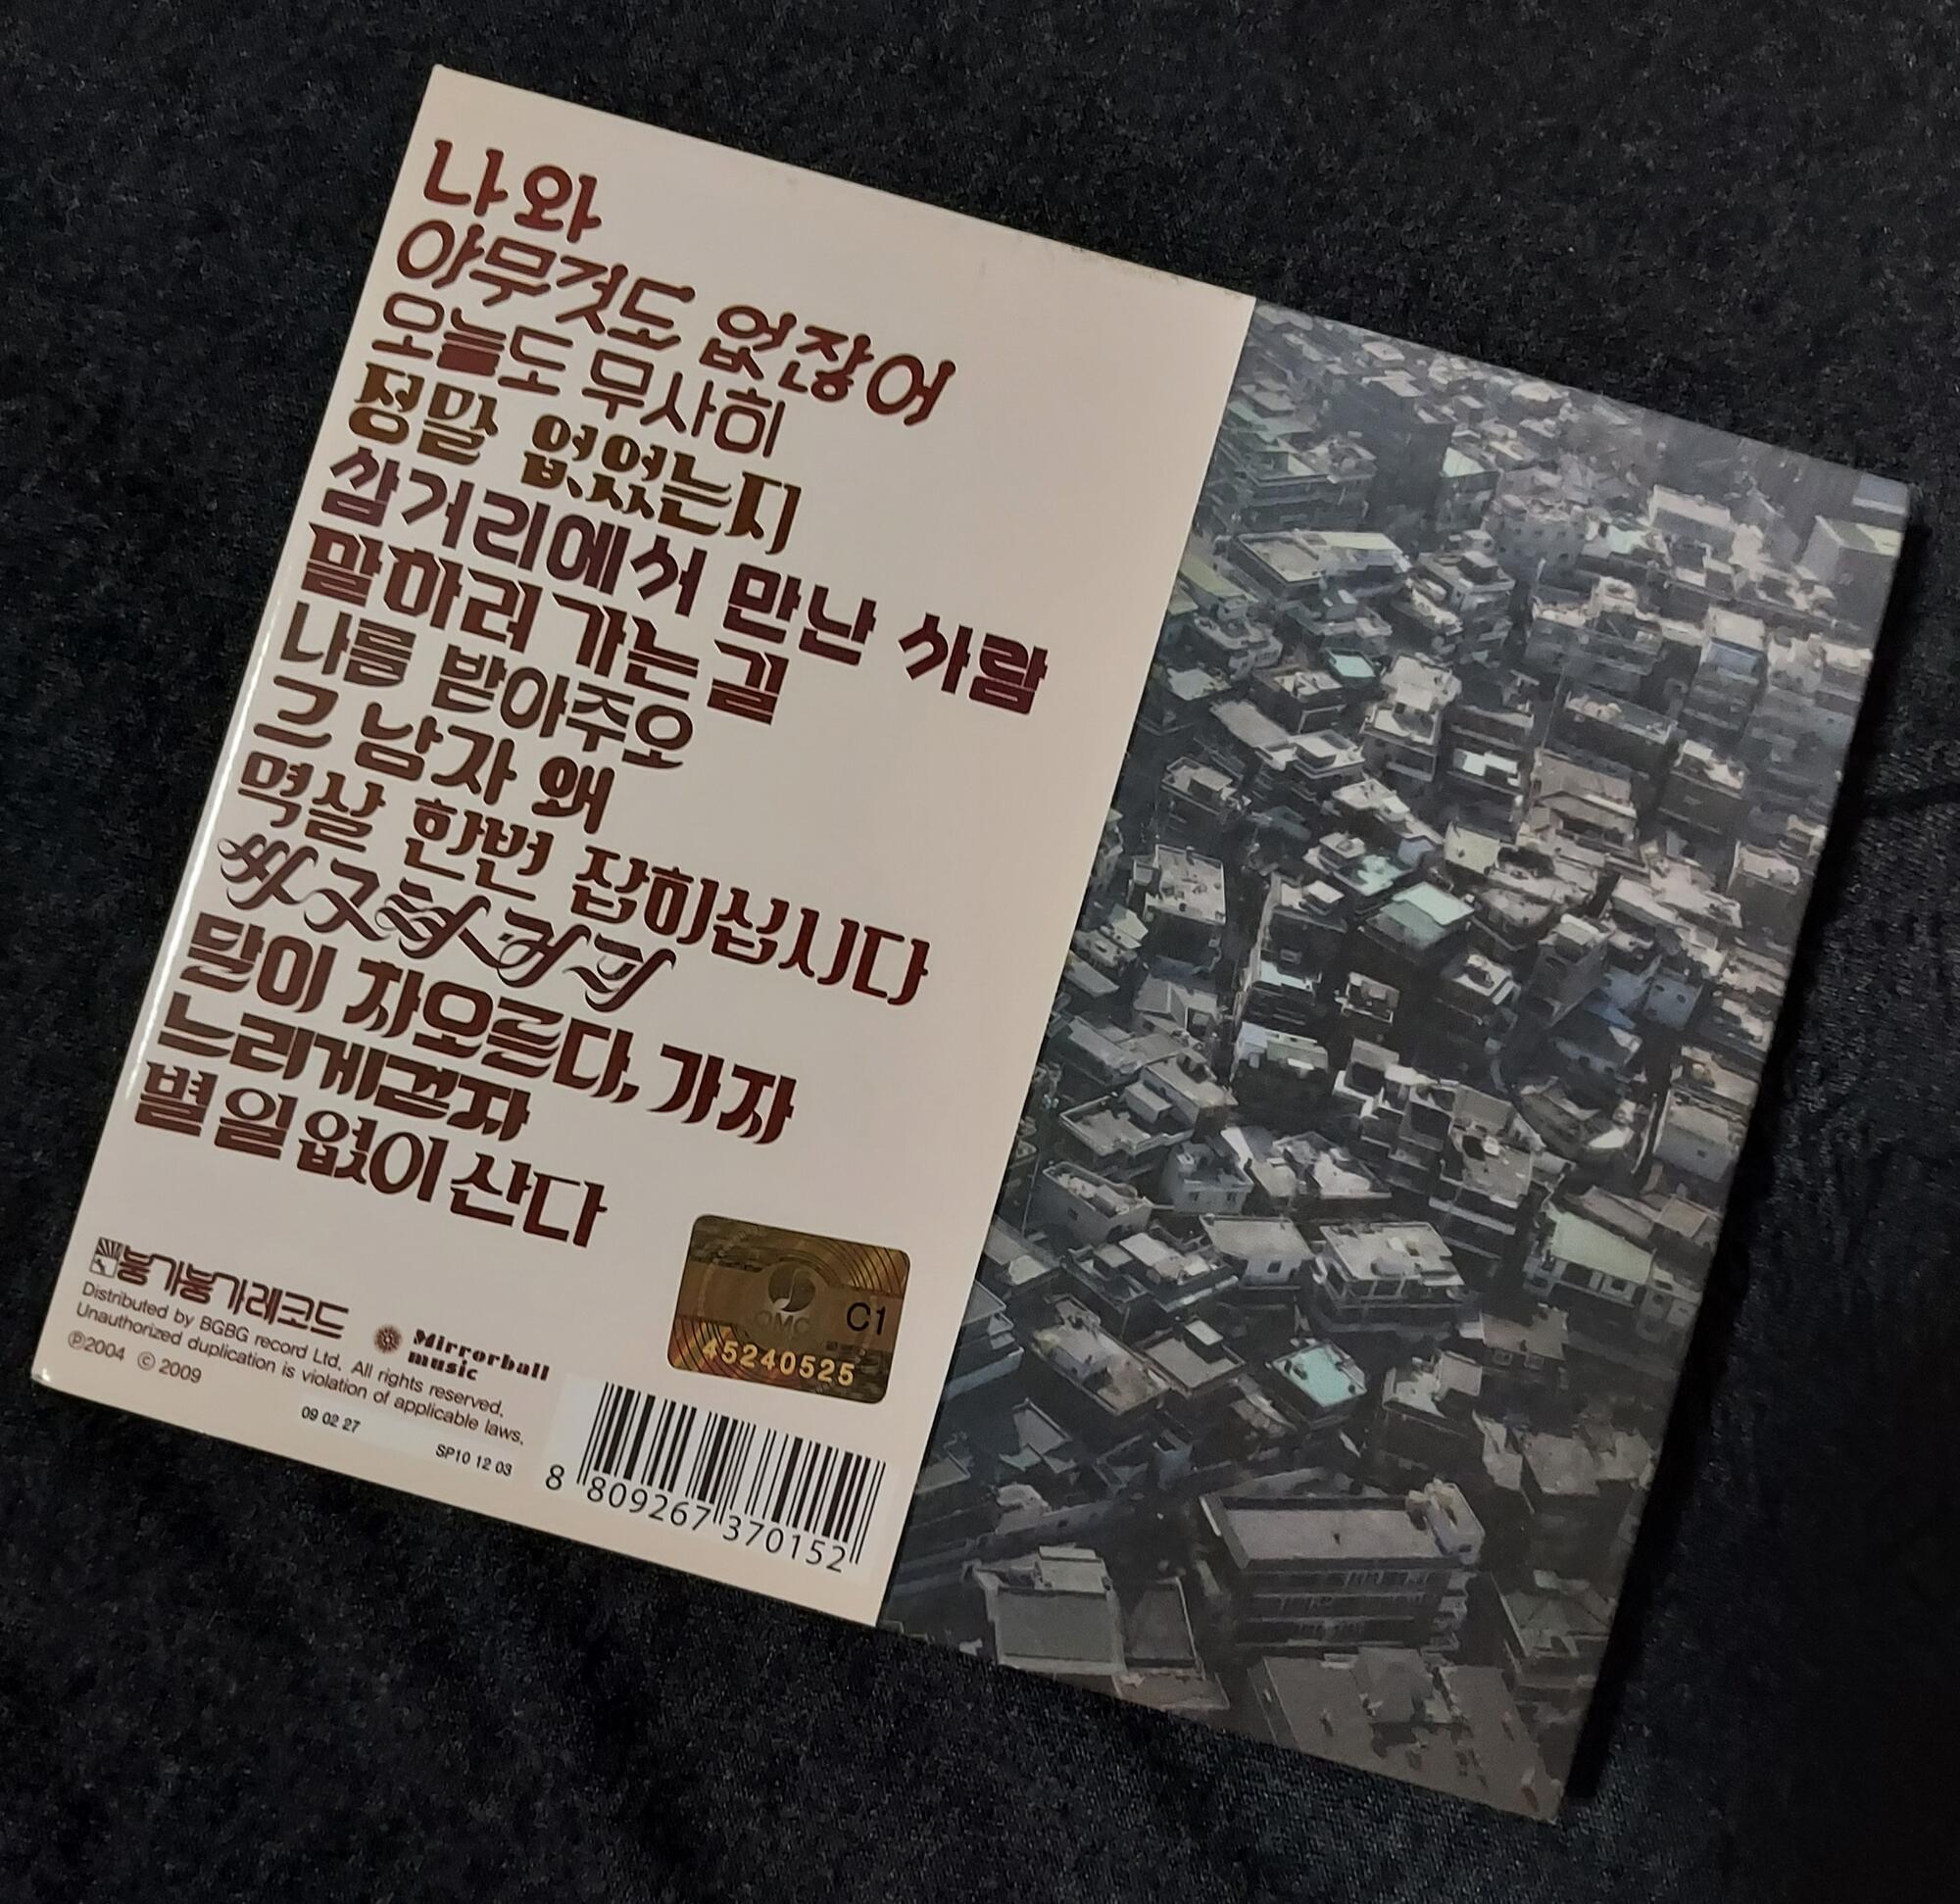 나와
아무것도 없잖어
오늘도 무사히
정말 없었는지
삼거리에서 만난 사람
말하러 가는 길
나를 받아주오
그 남자 왜
멱살 한번 잡히십시다
싸구려 커피
달이 차오른다, 가자
느리게 걷자
별일 없이 산다
붕가붕가레코드
Mirrorball
music
Distributed by BGBG record Ltd. All rights reserved.
Unauthorized duplication is violation of applicable laws.
Ⓟ2004 ⓒ 2009
09 02 27
SP10 12 03
C1
45240525
8 809267 370152